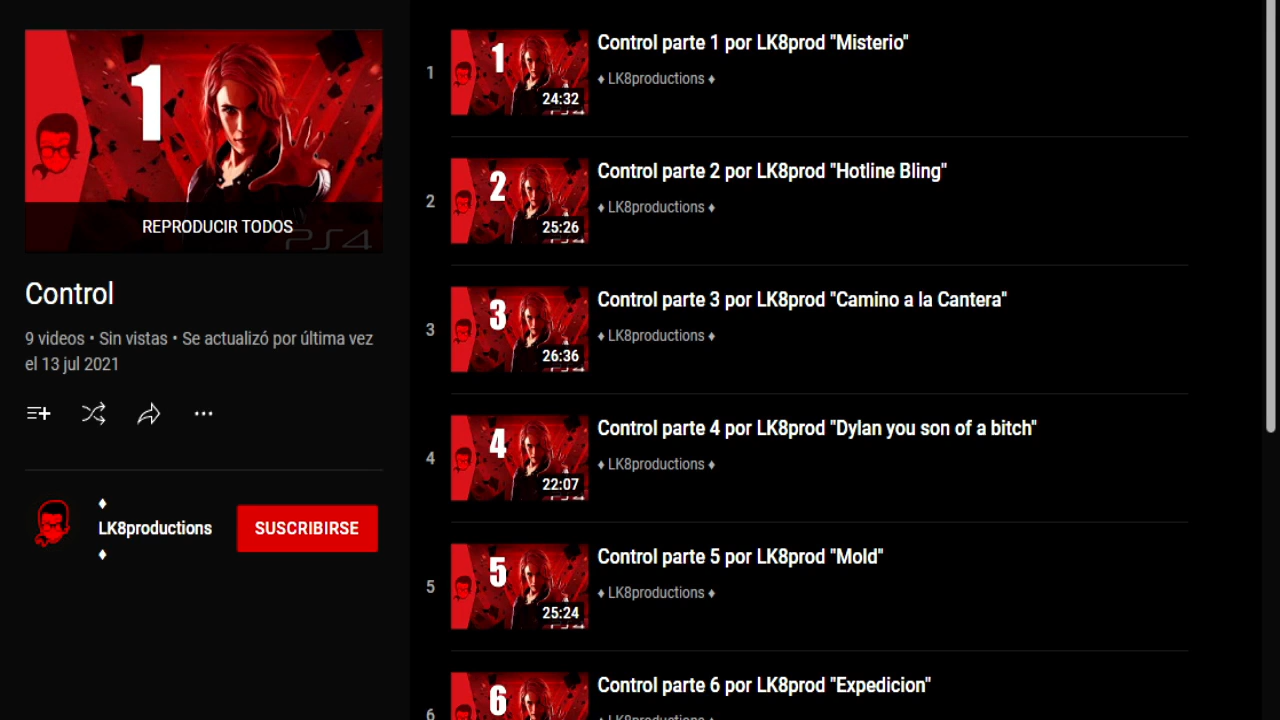 1
REPRODUCIR TODOS
PS4
Control
9 videos • Sin vistas • Se actualizó por última vez
el 13 jul 2021
♦
LK8productions
♦
SUSCRIBIRSE
1
1
24:32
Control parte 1 por LK8prod "Misterio"
♦ LK8productions ♦
2
2
25:26
Control parte 2 por LK8prod "Hotline Bling"
♦ LK8productions ♦
3
3
26:36
Control parte 3 por LK8prod "Camino a la Cantera"
♦ LK8productions ♦
4
4
22:07
Control parte 4 por LK8prod "Dylan you son of a bitch"
♦ LK8productions ♦
5
5
25:24
Control parte 5 por LK8prod "Mold"
♦ LK8productions ♦
6
6
Control parte 6 por LK8prod "Expedicion"
♦ LK8productions ♦